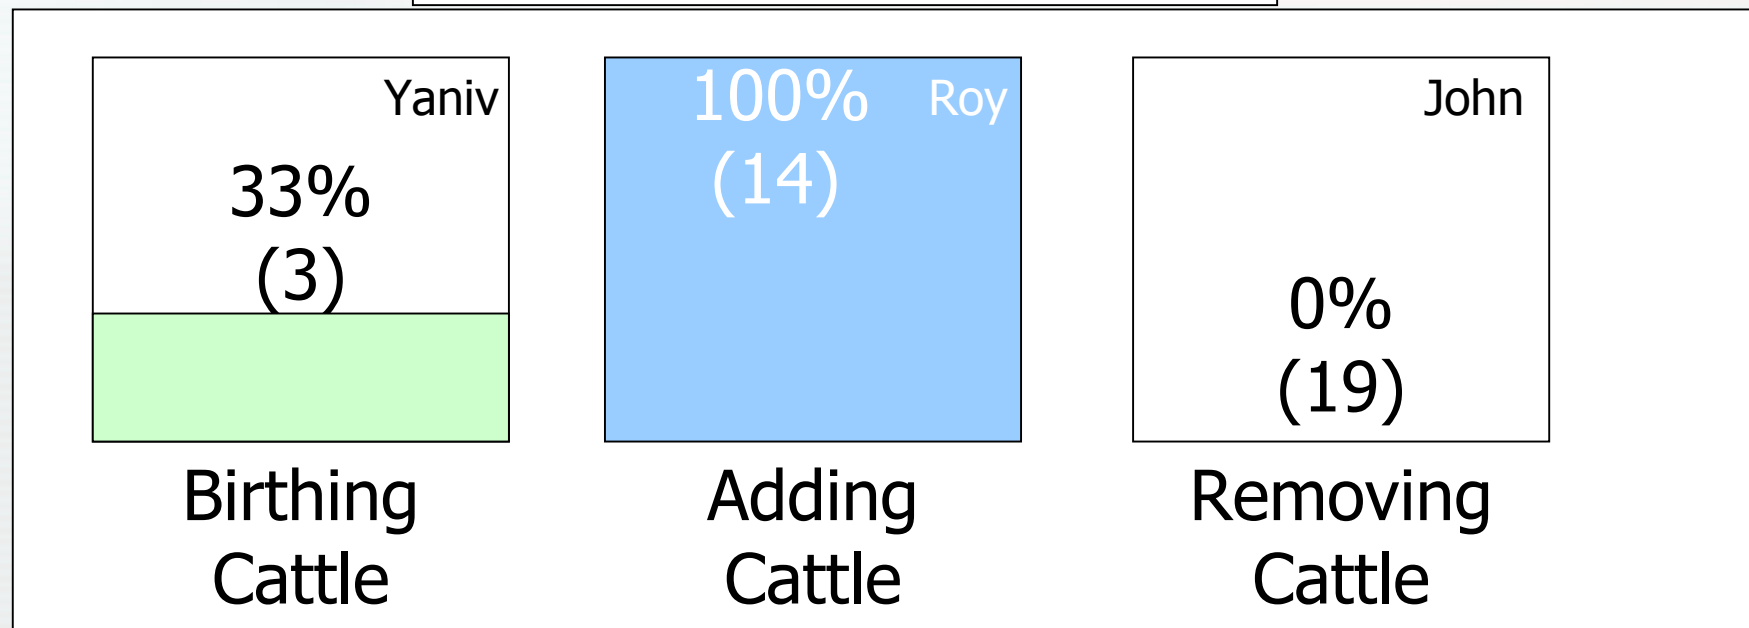 Yaniv
33%
(3)
Birthing
Cattle
100%
Roy
(14)
Adding
Cattle
John
0%
(19)
Removing
Cattle